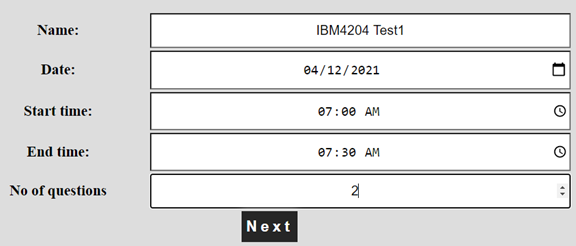 Name: IBM4204 Test1
Date: 04/12/2021
Start time: 07:00 AM
End time: 07:30 AM
No of questions 2
Next